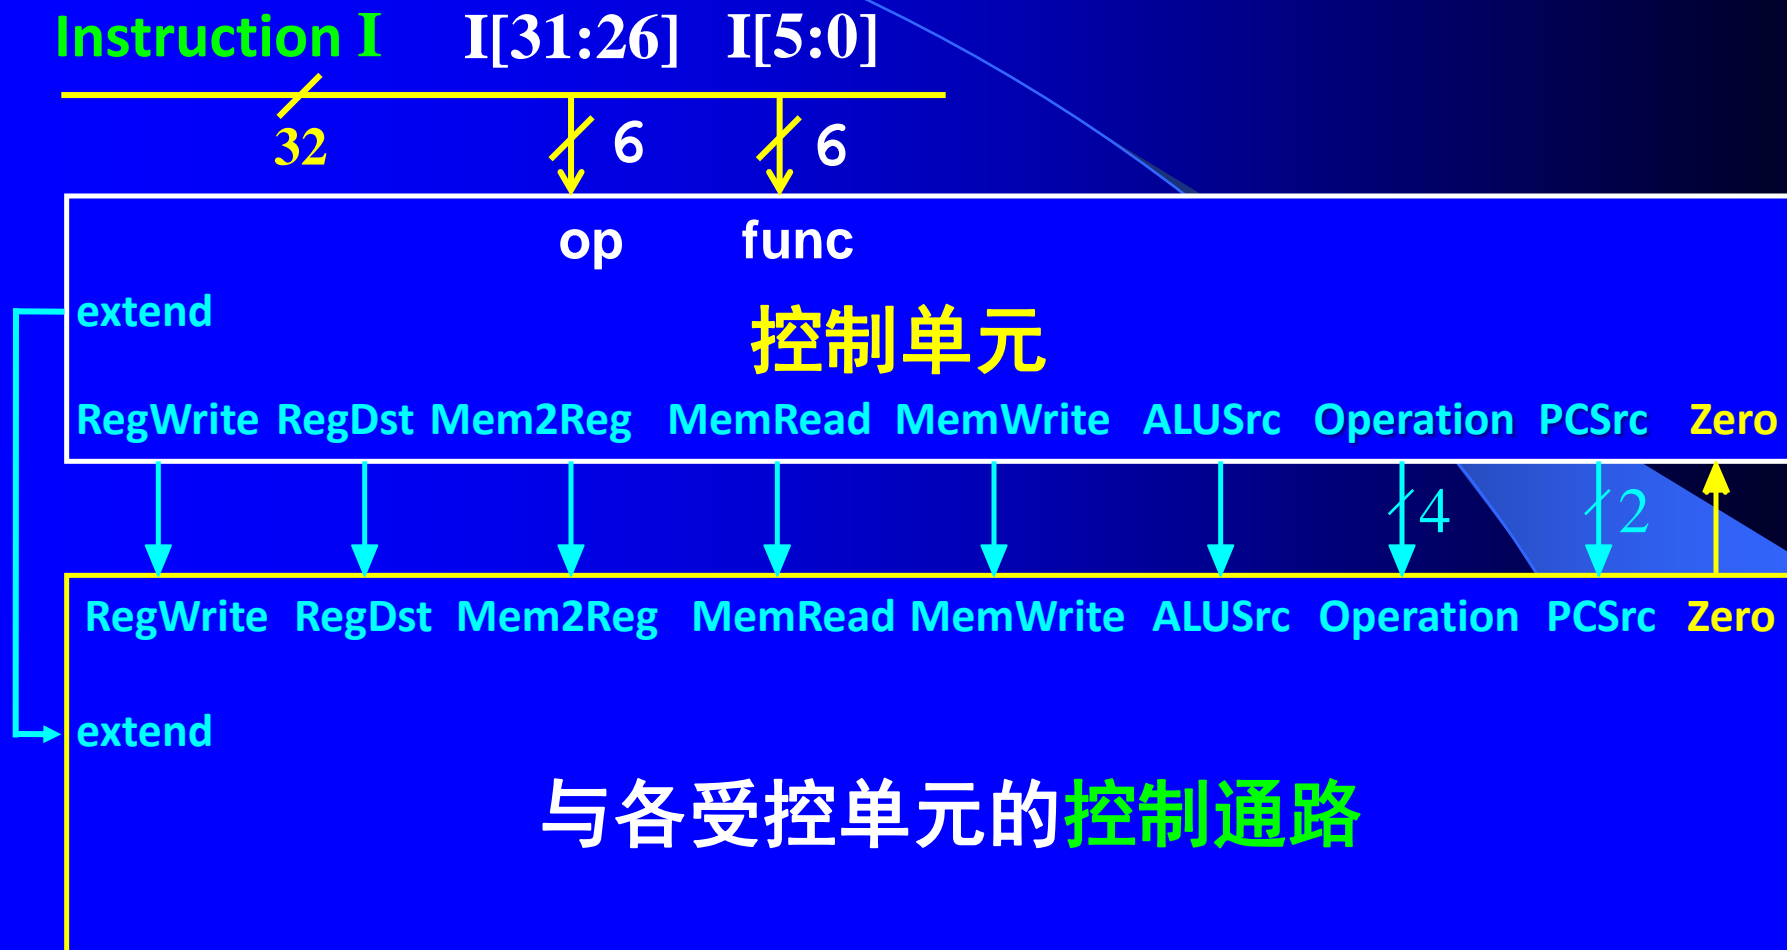 Instruction I I[31:26] I[5:0]
32 6 6
op func
extend
控制单元
RegWrite RegDst Mem2Reg MemRead MemWrite ALUSrc Operation PCSrc Zero
4 2
RegWrite RegDst Mem2Reg MemRead MemWrite ALUSrc Operation PCSrc Zero
extend
与各受控单元的控制通路